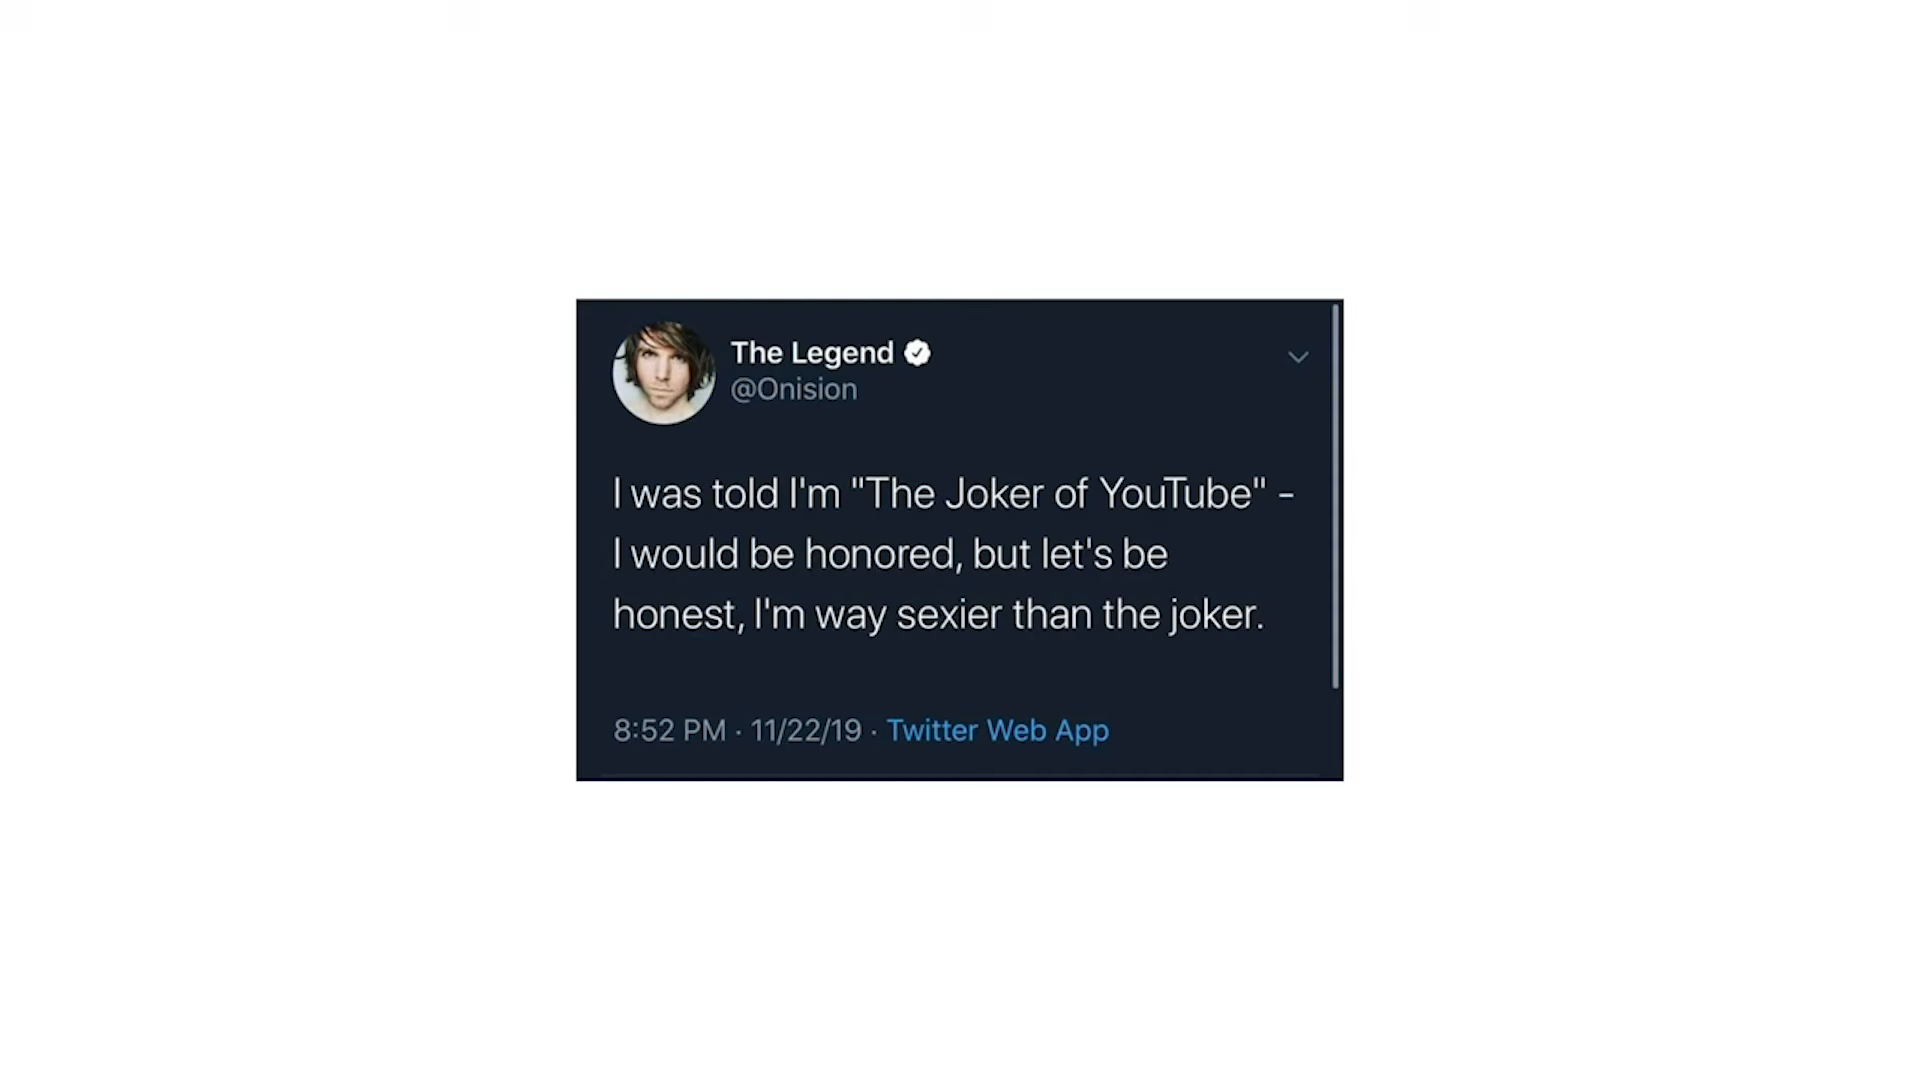 The Legend
@Onision
I was told I'm "The Joker of YouTube" -
I would be honored, but let's be
honest, I'm way sexier than the joker.
8:52 PM · 11/22/19 · Twitter Web App